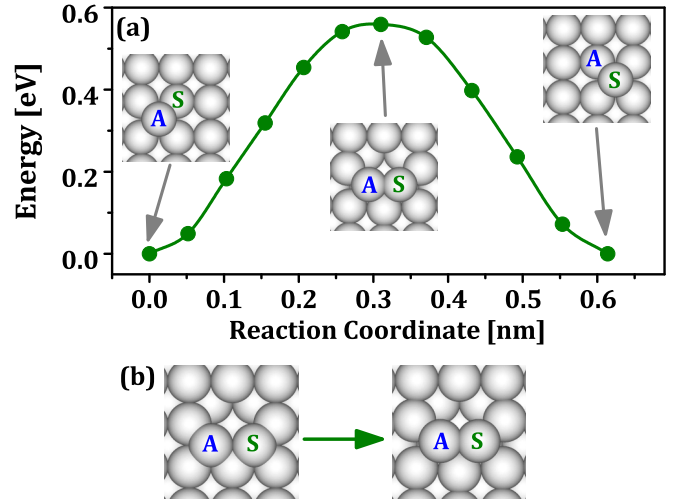 (a)
Energy [eV]
0.6
0.4
0.2
0.0
S
A
A
S
A
S
0.0 0.1 0.2 0.3 0.4 0.5 0.6
Reaction Coordinate [nm]
(b)
A S
A S